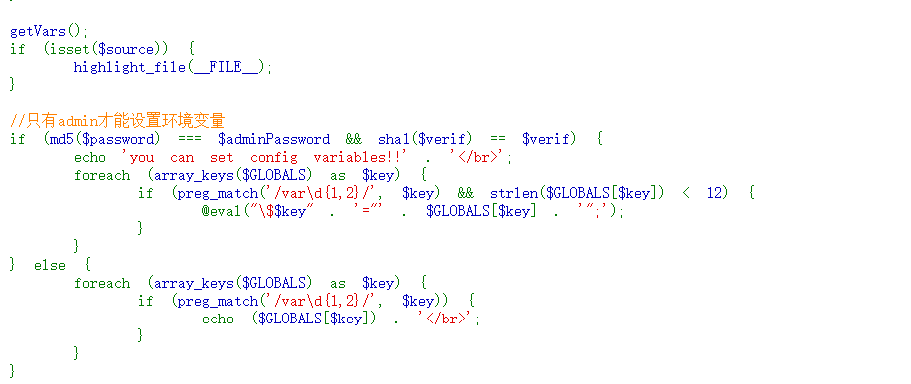 getVars();
if (isset($source)) {
highlight_file(__FILE__);
}
//只有admin才能设置环境变量
if (md5($password) === $adminPassword && sha1($verif) == $verif) {
echo 'you can set config variables!!' . '</br>';
foreach (array_keys($GLOBALS) as $key) {
if (preg_match('/var\d{1,2}/', $key) && strlen($GLOBALS[$key]) < 12) {
@eval("\$$key" . '="' . $GLOBALS[$key] . '";');
}
}
} else {
foreach (array_keys($GLOBALS) as $key) {
if (preg_match('/var\d{1,2}/', $key)) {
echo ($GLOBALS[$key]) . '</br>';
}
}
}